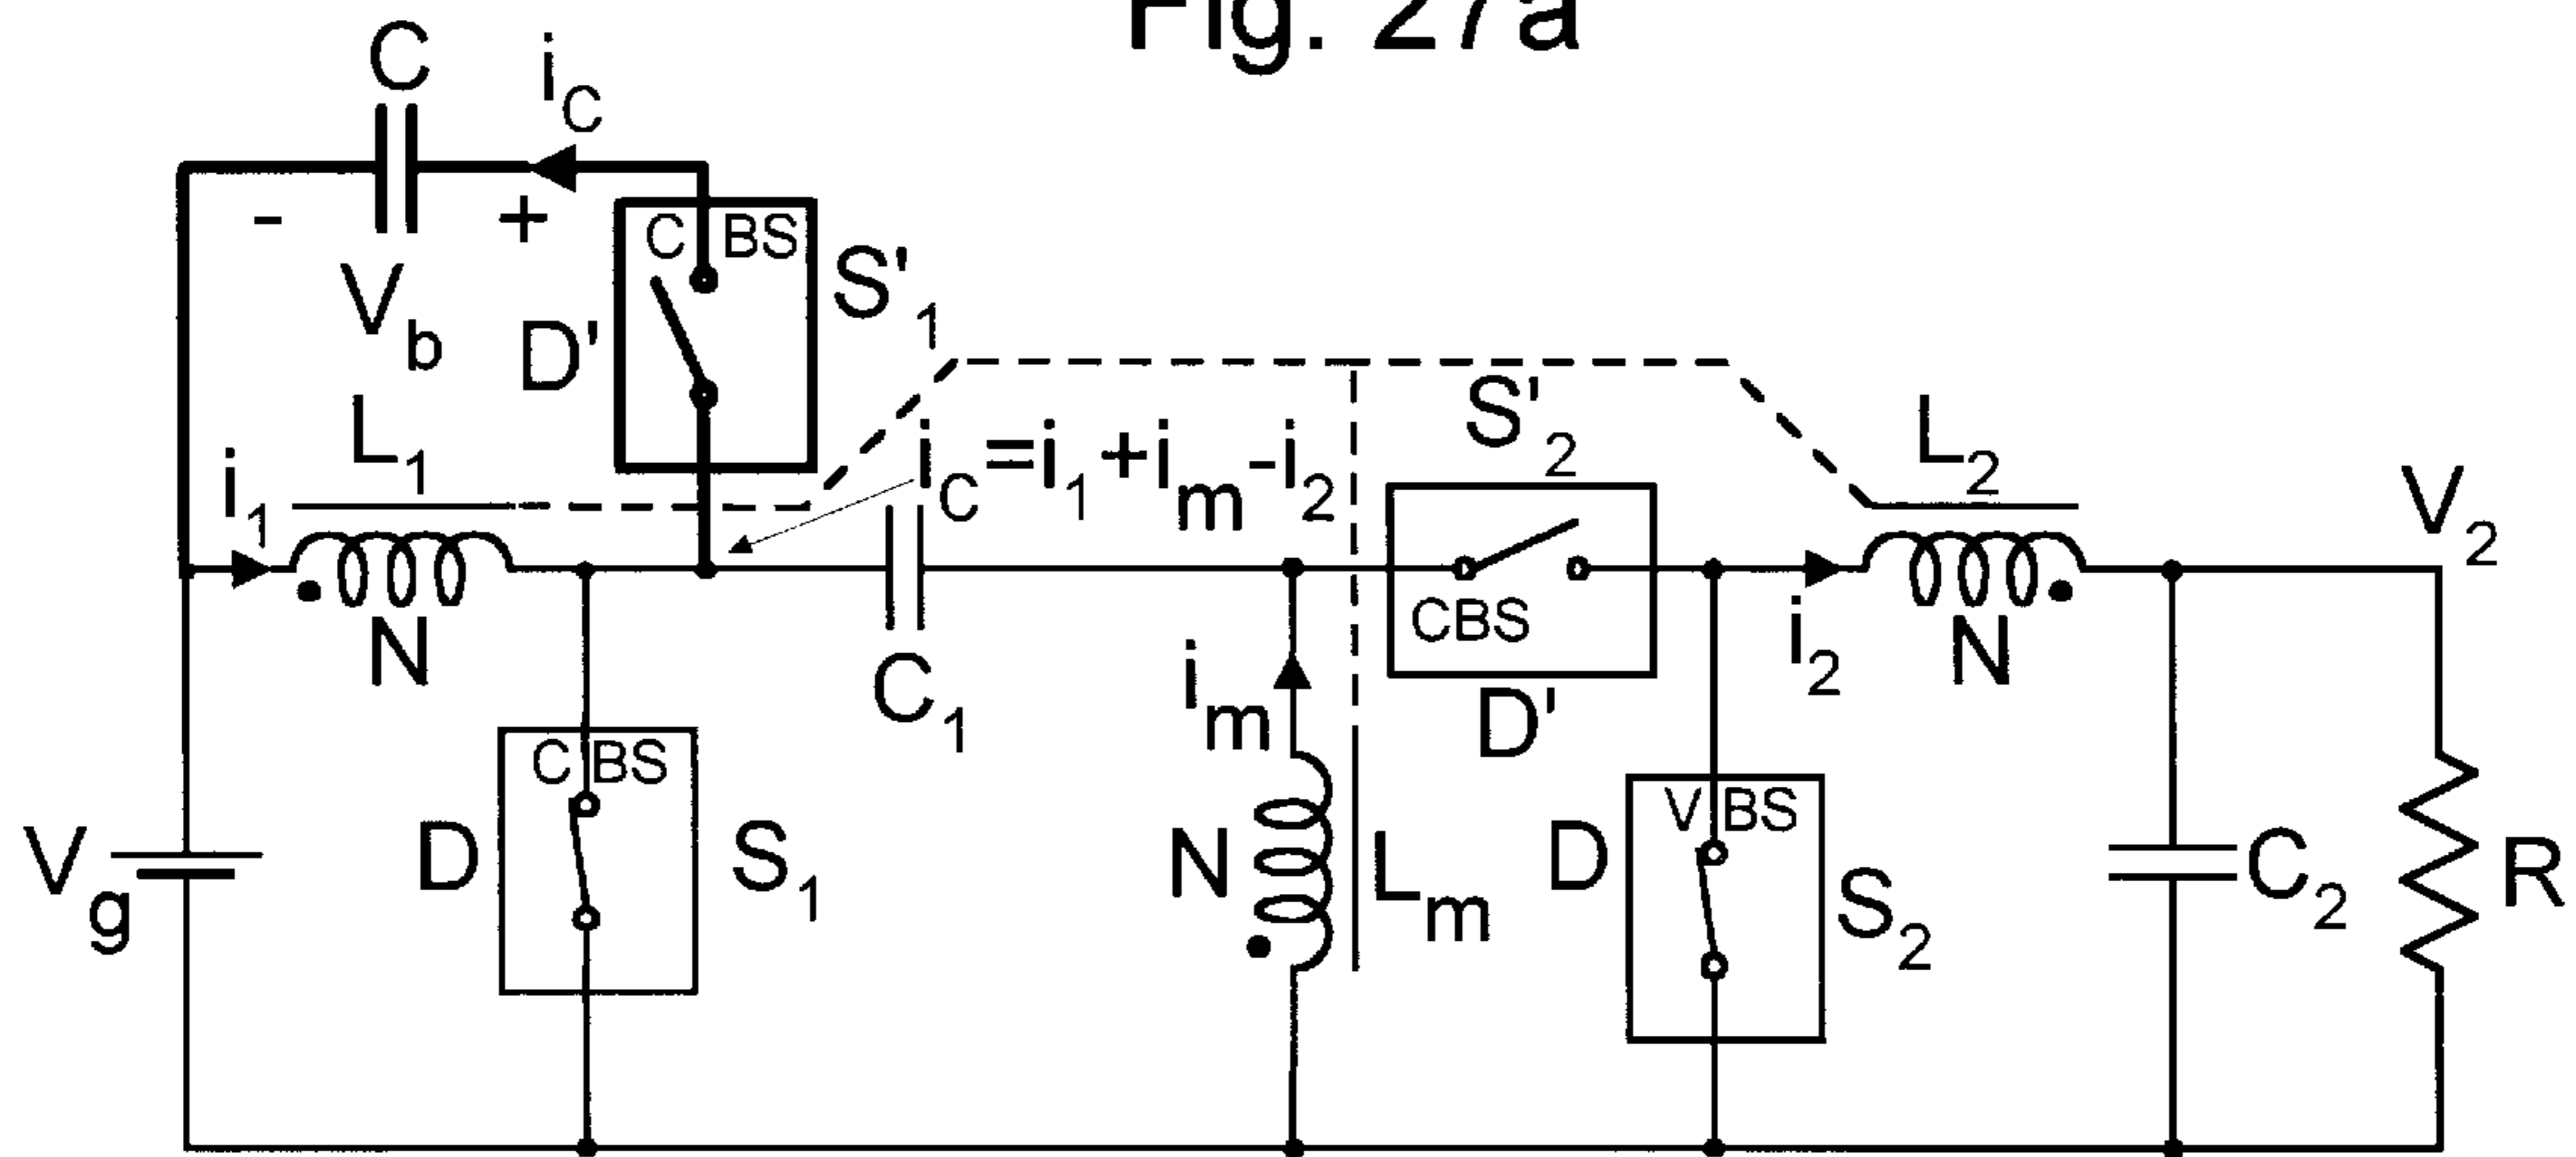 Fig. 27a
C
i_C
- +
V_b
C BS
S'_1
D'
L_1
i_1
N
i_C=i_1+i_m-i_2
S'_2
CBS
D'
L_2
i_2
N
V_2
C_1
V_g
C BS
D
S_1
i_m
N
L_m
V BS
D
S_2
C_2
R